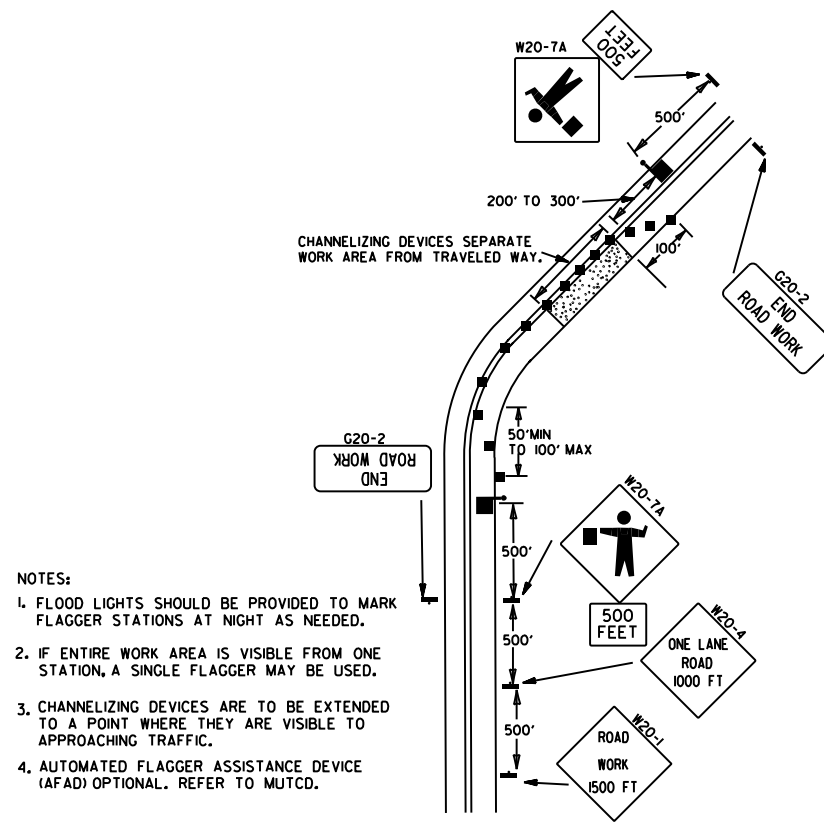 W20-7A
500
FEET
500'
200' TO 300'
CHANNELIZING DEVICES SEPARATE
WORK AREA FROM TRAVELED WAY.
100'
G20-2
END
ROAD WORK
G20-2
END
ROAD WORK
50'MIN
TO 100' MAX
W20-7A
500'
500
FEET
500'
W20-4
ONE LANE
ROAD
1000 FT
500'
W20-1
ROAD
WORK
1500 FT
NOTES:
1. FLOOD LIGHTS SHOULD BE PROVIDED TO MARK
FLAGGER STATIONS AT NIGHT AS NEEDED.
2. IF ENTIRE WORK AREA IS VISIBLE FROM ONE
STATION, A SINGLE FLAGGER MAY BE USED.
3. CHANNELIZING DEVICES ARE TO BE EXTENDED
TO A POINT WHERE THEY ARE VISIBLE TO
APPROACHING TRAFFIC.
4. AUTOMATED FLAGGER ASSISTANCE DEVICE
(AFAD) OPTIONAL. REFER TO MUTCD.